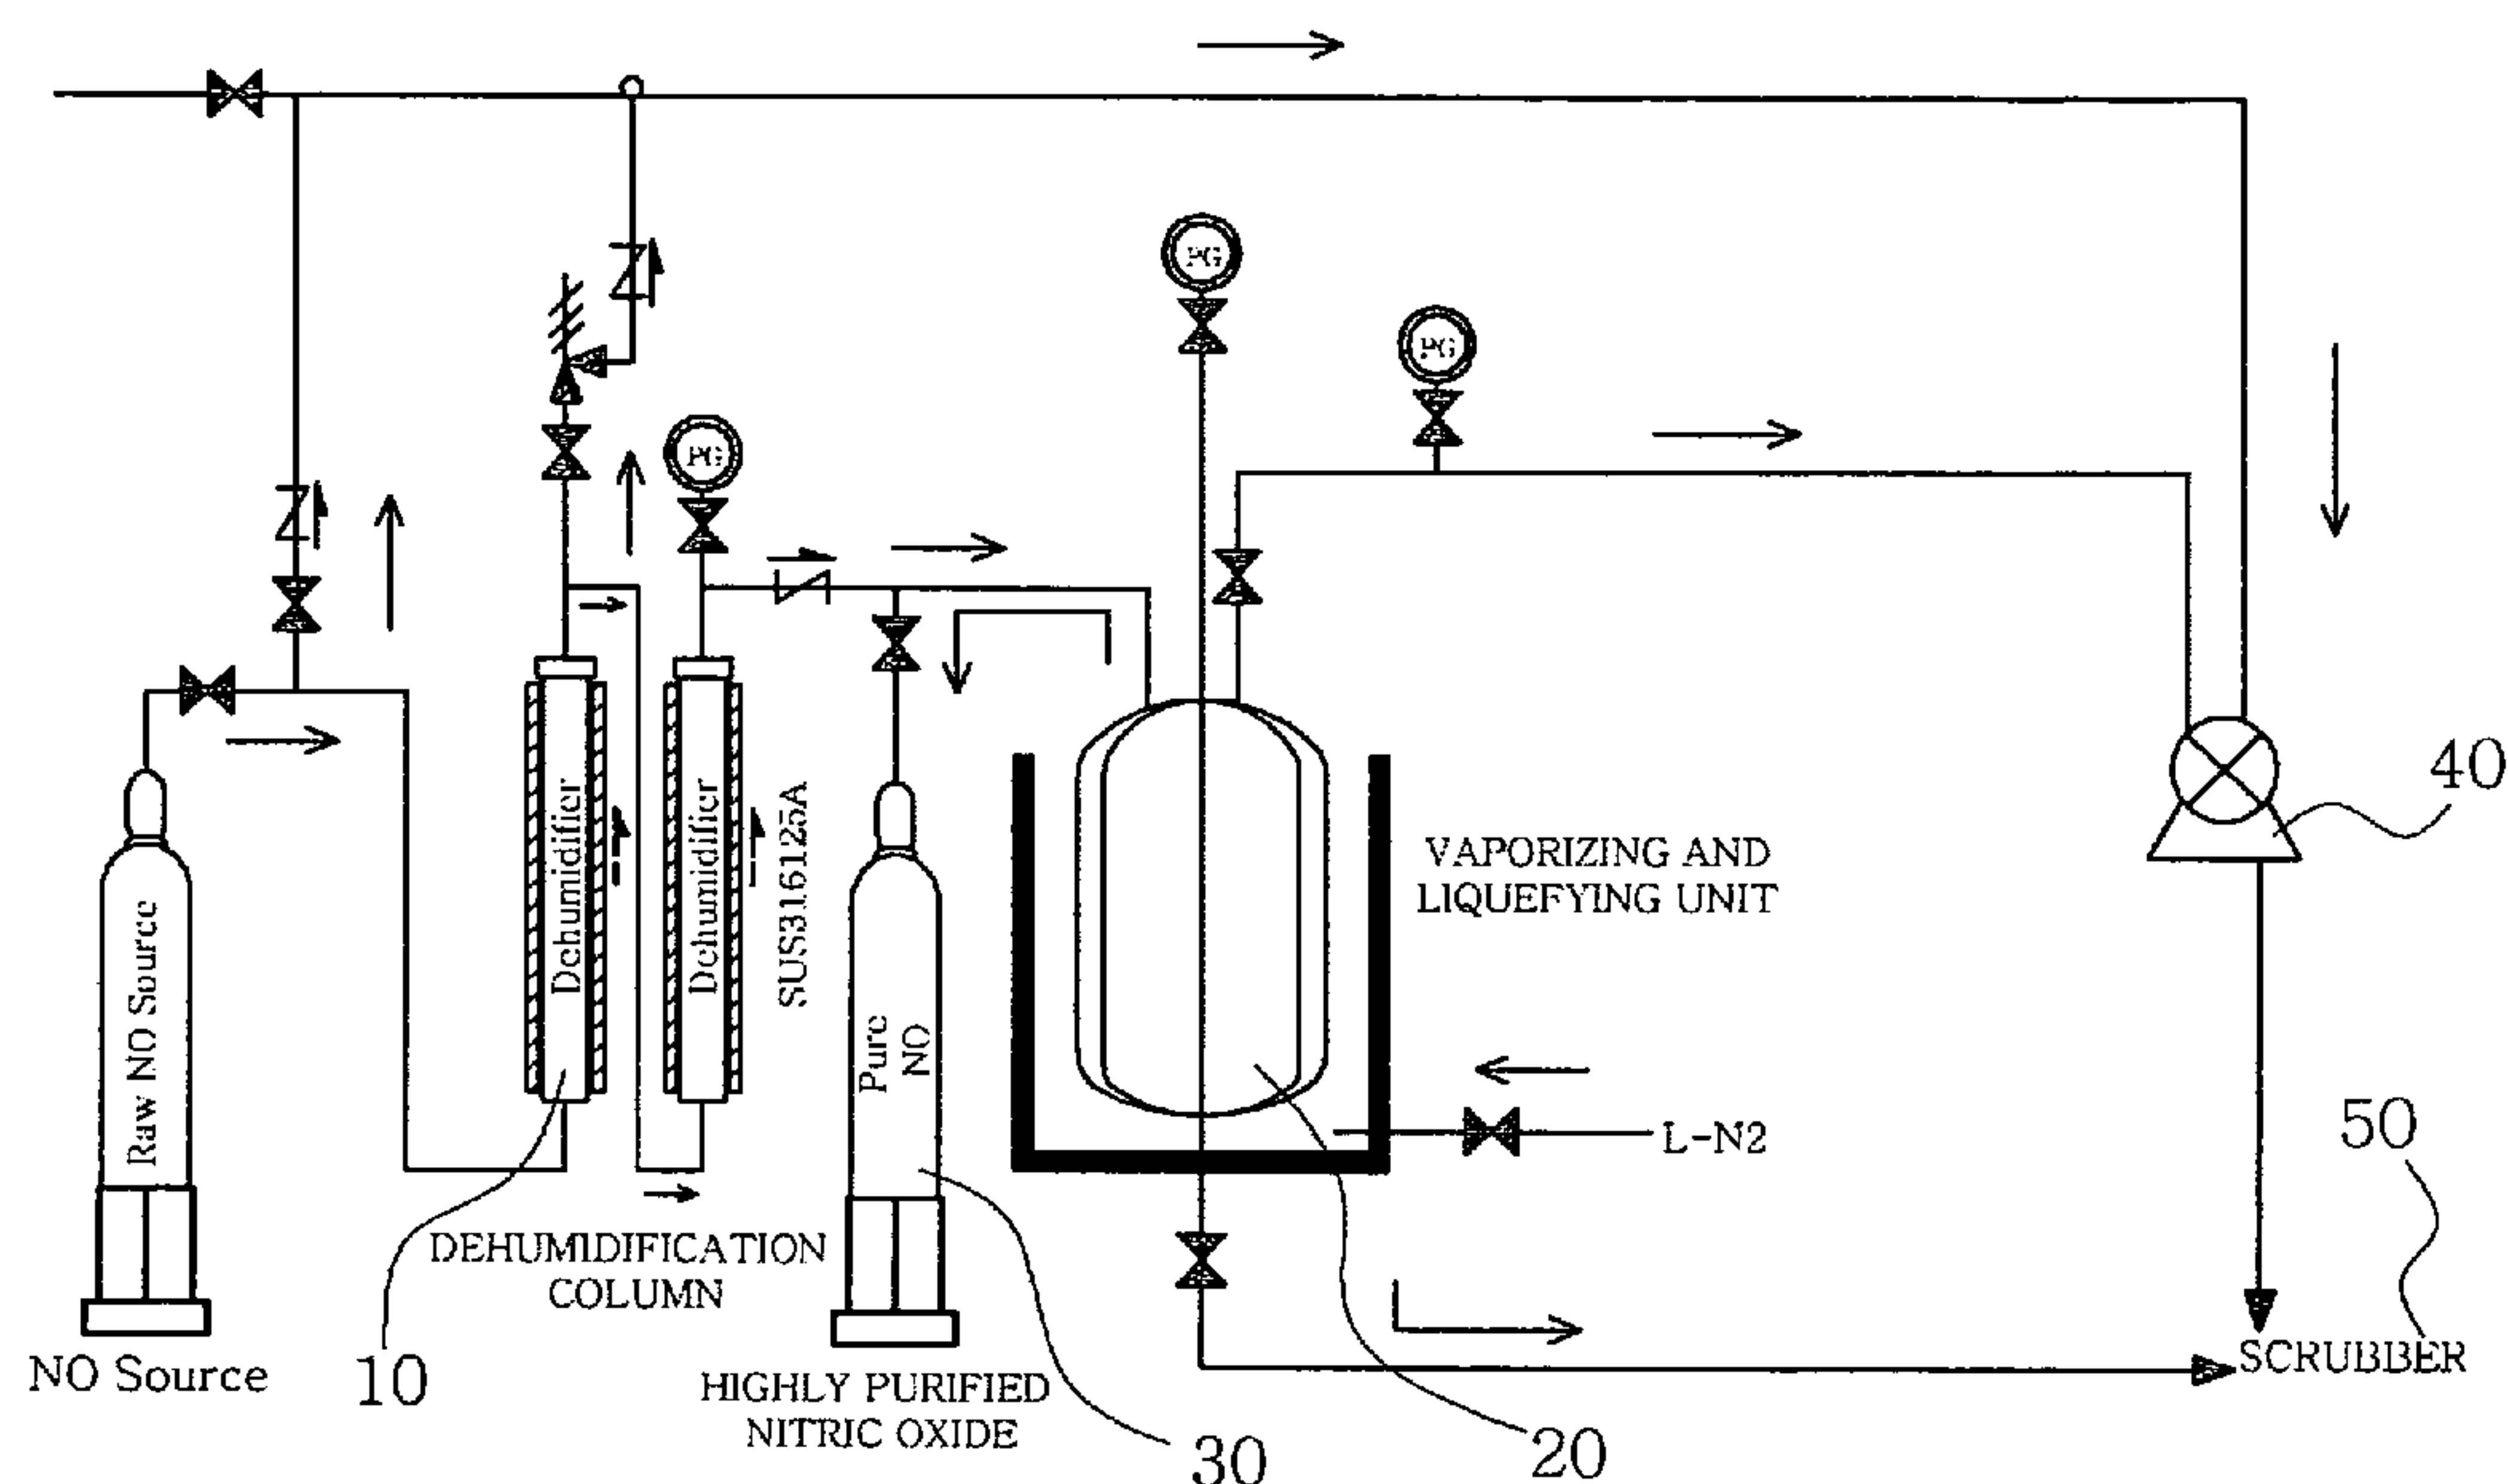 PG
PG
PG
40
Raw NO Source
Dehumidifier
Dehumidifier
SUS316125A
Pure
NO
VAPORIZING AND
LIQUEFYING UNIT
L-N2
50
DEHUMIDIFICATION
COLUMN
SCRUBBER
NO Source
10
HIGHLY PURIFIED
NITRIC OXIDE
30
20